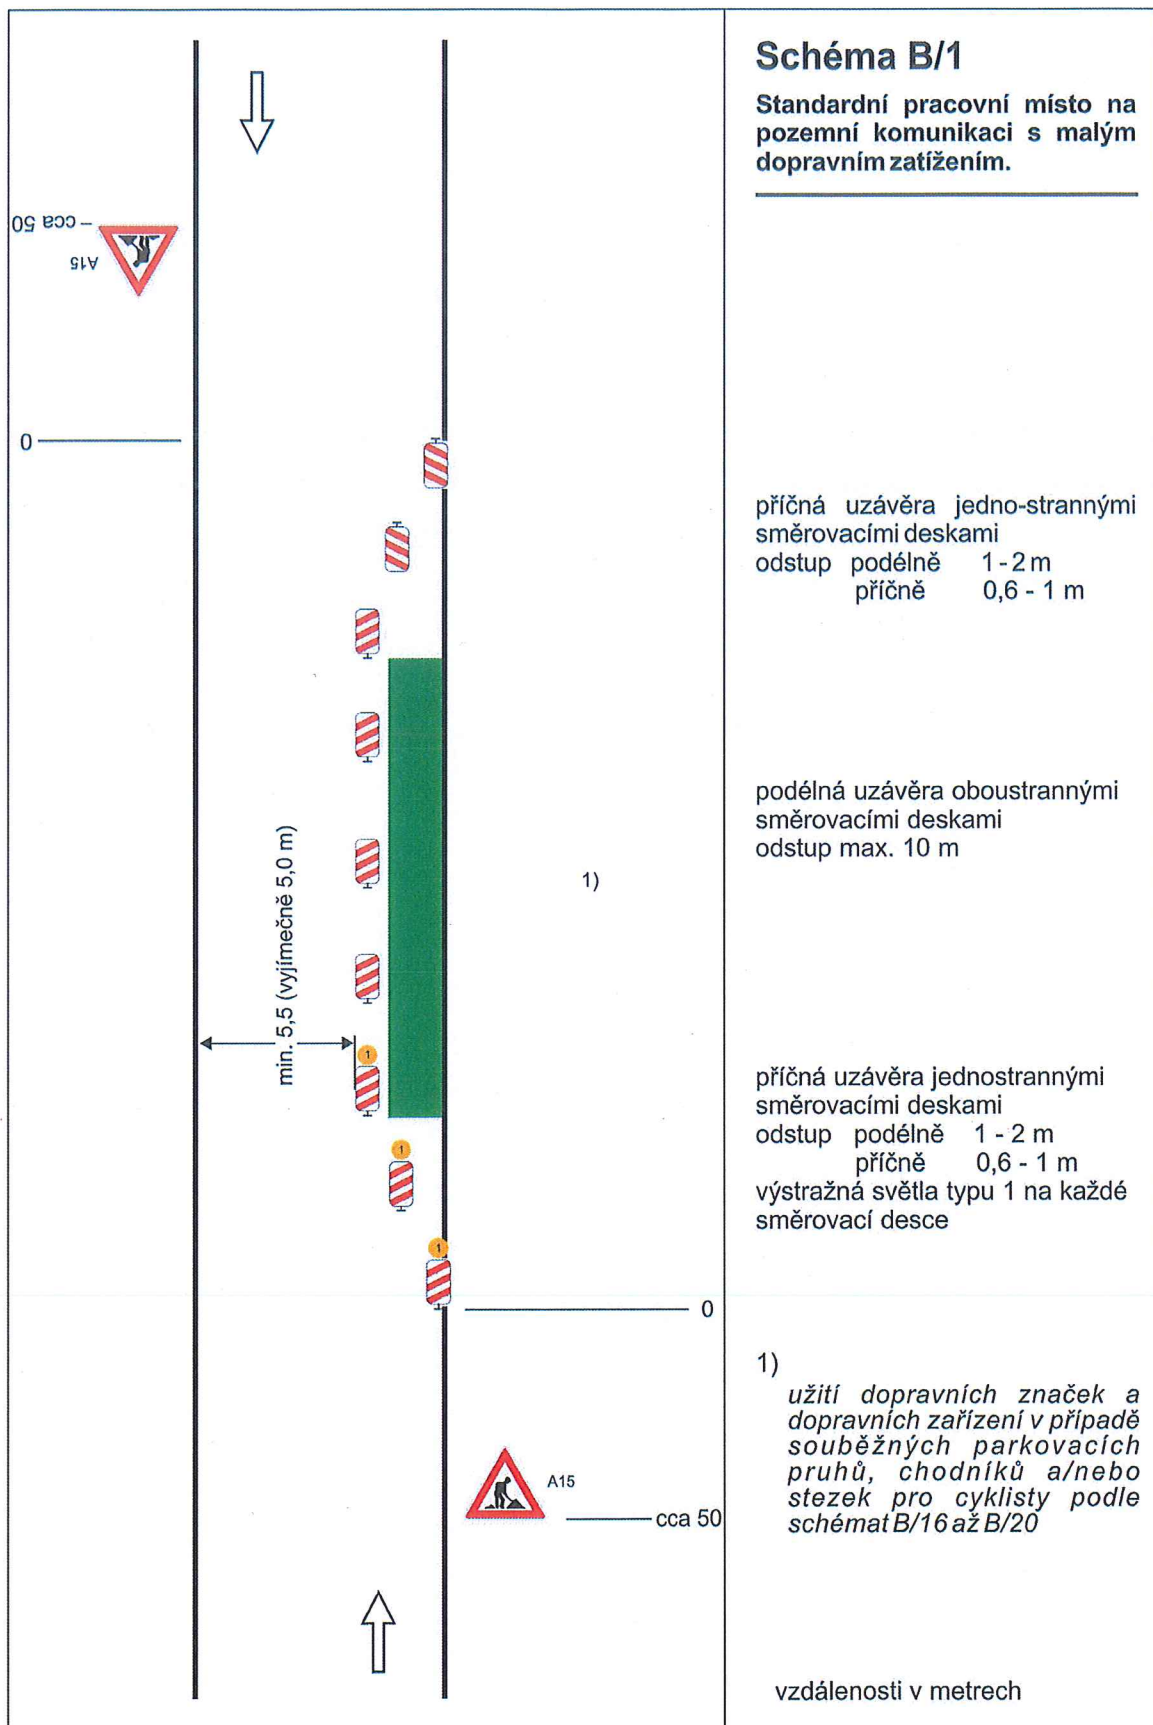 Schéma B/1
Standardní pracovní místo na
pozemní komunikaci s malým
dopravním zatížením.
cca 50
A15
0
příčná uzávěra jedno-strannými
směrovacími deskami
odstup podélně 1 - 2 m
příčně 0,6 - 1 m
podélná uzávěra oboustrannými
směrovacími deskami
odstup max. 10 m
1)
min. 5,5 (vyjímečně 5,0 m)
1
příčná uzávěra jednostrannými
směrovacími deskami
odstup podélně 1 - 2 m
příčně 0,6 - 1 m
výstražná světla typu 1 na každé
směrovací desce
1
1
0
1)
užití dopravních značek a
dopravních zařízení v případě
souběžných parkovacích
pruhů, chodníků a/nebo
stezek pro cyklisty podle
schémat B/16 až B/20
A15
cca 50
vzdálenosti v metrech